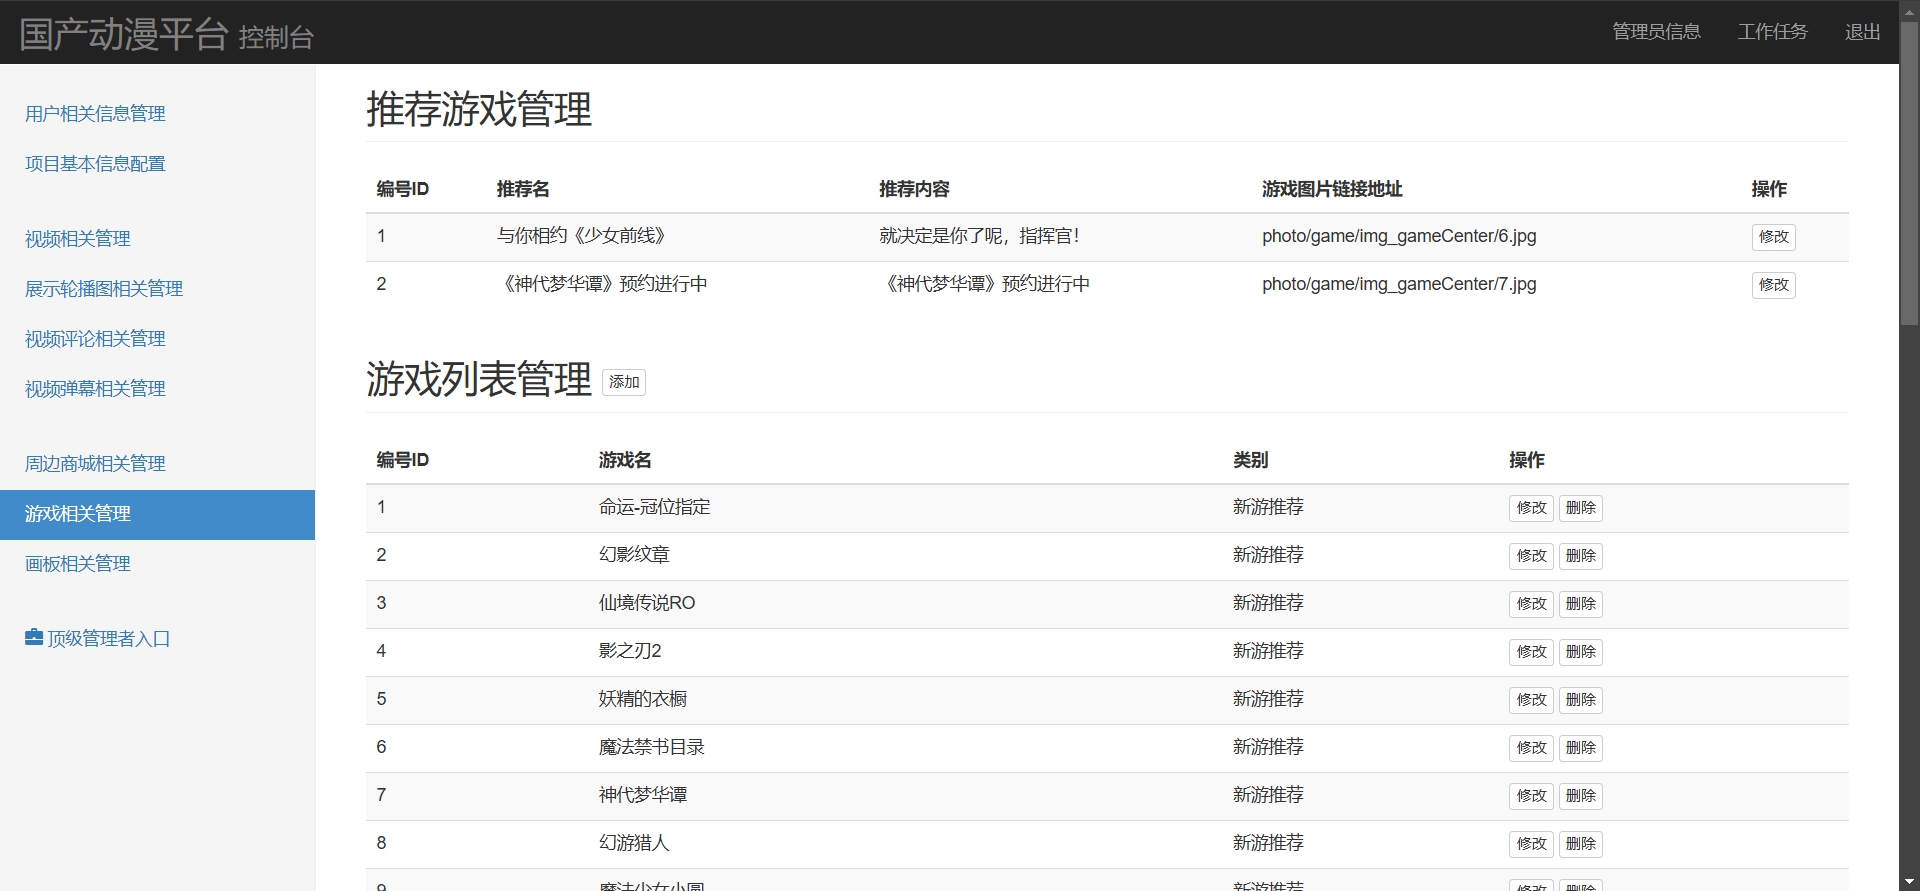 国产动漫平台 控制台
管理员信息 工作任务 退出
用户相关信息管理
项目基本信息配置
视频相关管理
展示轮播图相关管理
视频评论相关管理
视频弹幕相关管理
周边商城相关管理
游戏相关管理
画板相关管理
顶级管理者入口
推荐游戏管理
编号ID 推荐名 推荐内容 游戏图片链接地址 操作
1 与你相约《少女前线》 就决定是你了呢，指挥官！ photo/game/img_gameCenter/6.jpg 修改
2 《神代梦华谭》预约进行中 《神代梦华谭》预约进行中 photo/game/img_gameCenter/7.jpg 修改
游戏列表管理 添加
编号ID 游戏名 类别 操作
1 命运-冠位指定 新游推荐 修改 删除
2 幻影纹章 新游推荐 修改 删除
3 仙境传说RO 新游推荐 修改 删除
4 影之刃2 新游推荐 修改 删除
5 妖精的衣橱 新游推荐 修改 删除
6 魔法禁书目录 新游推荐 修改 删除
7 神代梦华谭 新游推荐 修改 删除
8 幻游猎人 新游推荐 修改 删除
9 魔法少女小圆 新游推荐 修改 删除